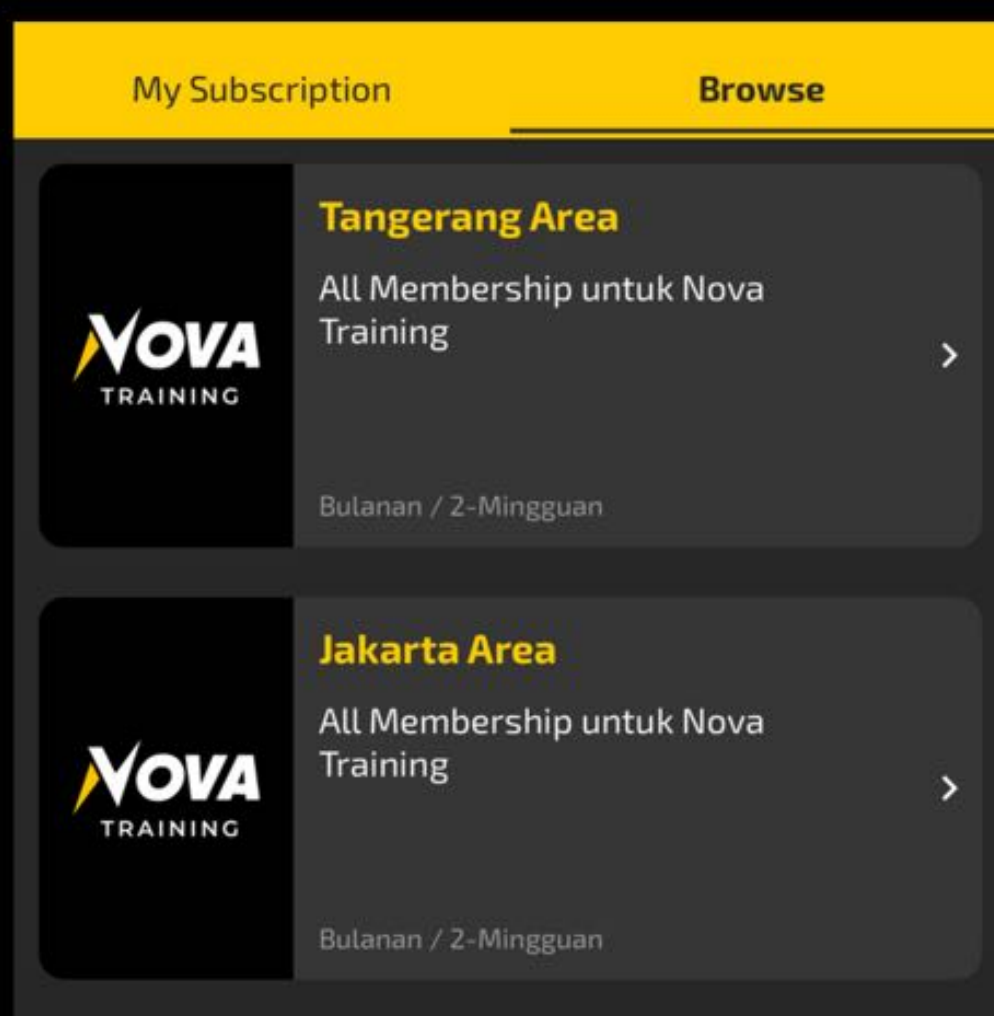 My Subscription
Browse
Tangerang Area
All Membership untuk Nova
Training
NOVA
TRAINING
Bulanan / 2-Mingguan
Jakarta Area
All Membership untuk Nova
Training
NOVA
TRAINING
Bulanan / 2-Mingguan